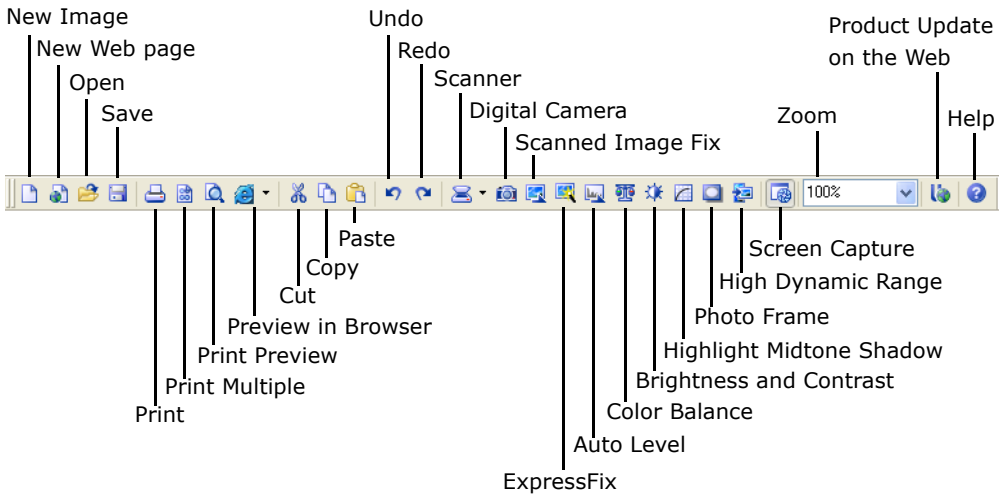 New Image
New Web page
Open
Save
Undo
Redo
Scanner
Digital Camera
Scanned Image Fix
Zoom
Product Update
on the Web
Help
100%
Print
Print Multiple
Print Preview
Preview in Browser
Cut
Copy
Paste
ExpressFix
Auto Level
Color Balance
Brightness and Contrast
Highlight Midtone Shadow
Photo Frame
High Dynamic Range
Screen Capture